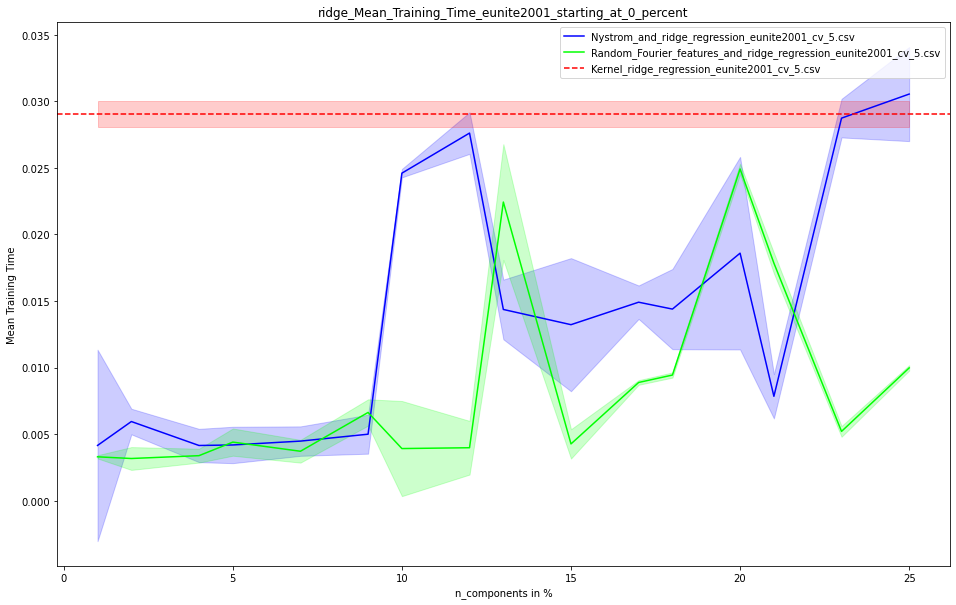 ridge_Mean_Training_Time_eunite2001_starting_at_0_percent
Nystrom_and_ridge_regression_eunite2001_cv_5.csv
Random_Fourier_features_and_ridge_regression_eunite2001_cv_5.csv
Kernel_ridge_regression_eunite2001_cv_5.csv
0.035
0.030
0.025
0.020
0.015
0.010
0.005
0.000
Mean Training Time
0 5 10 15 20 25
n_components in %